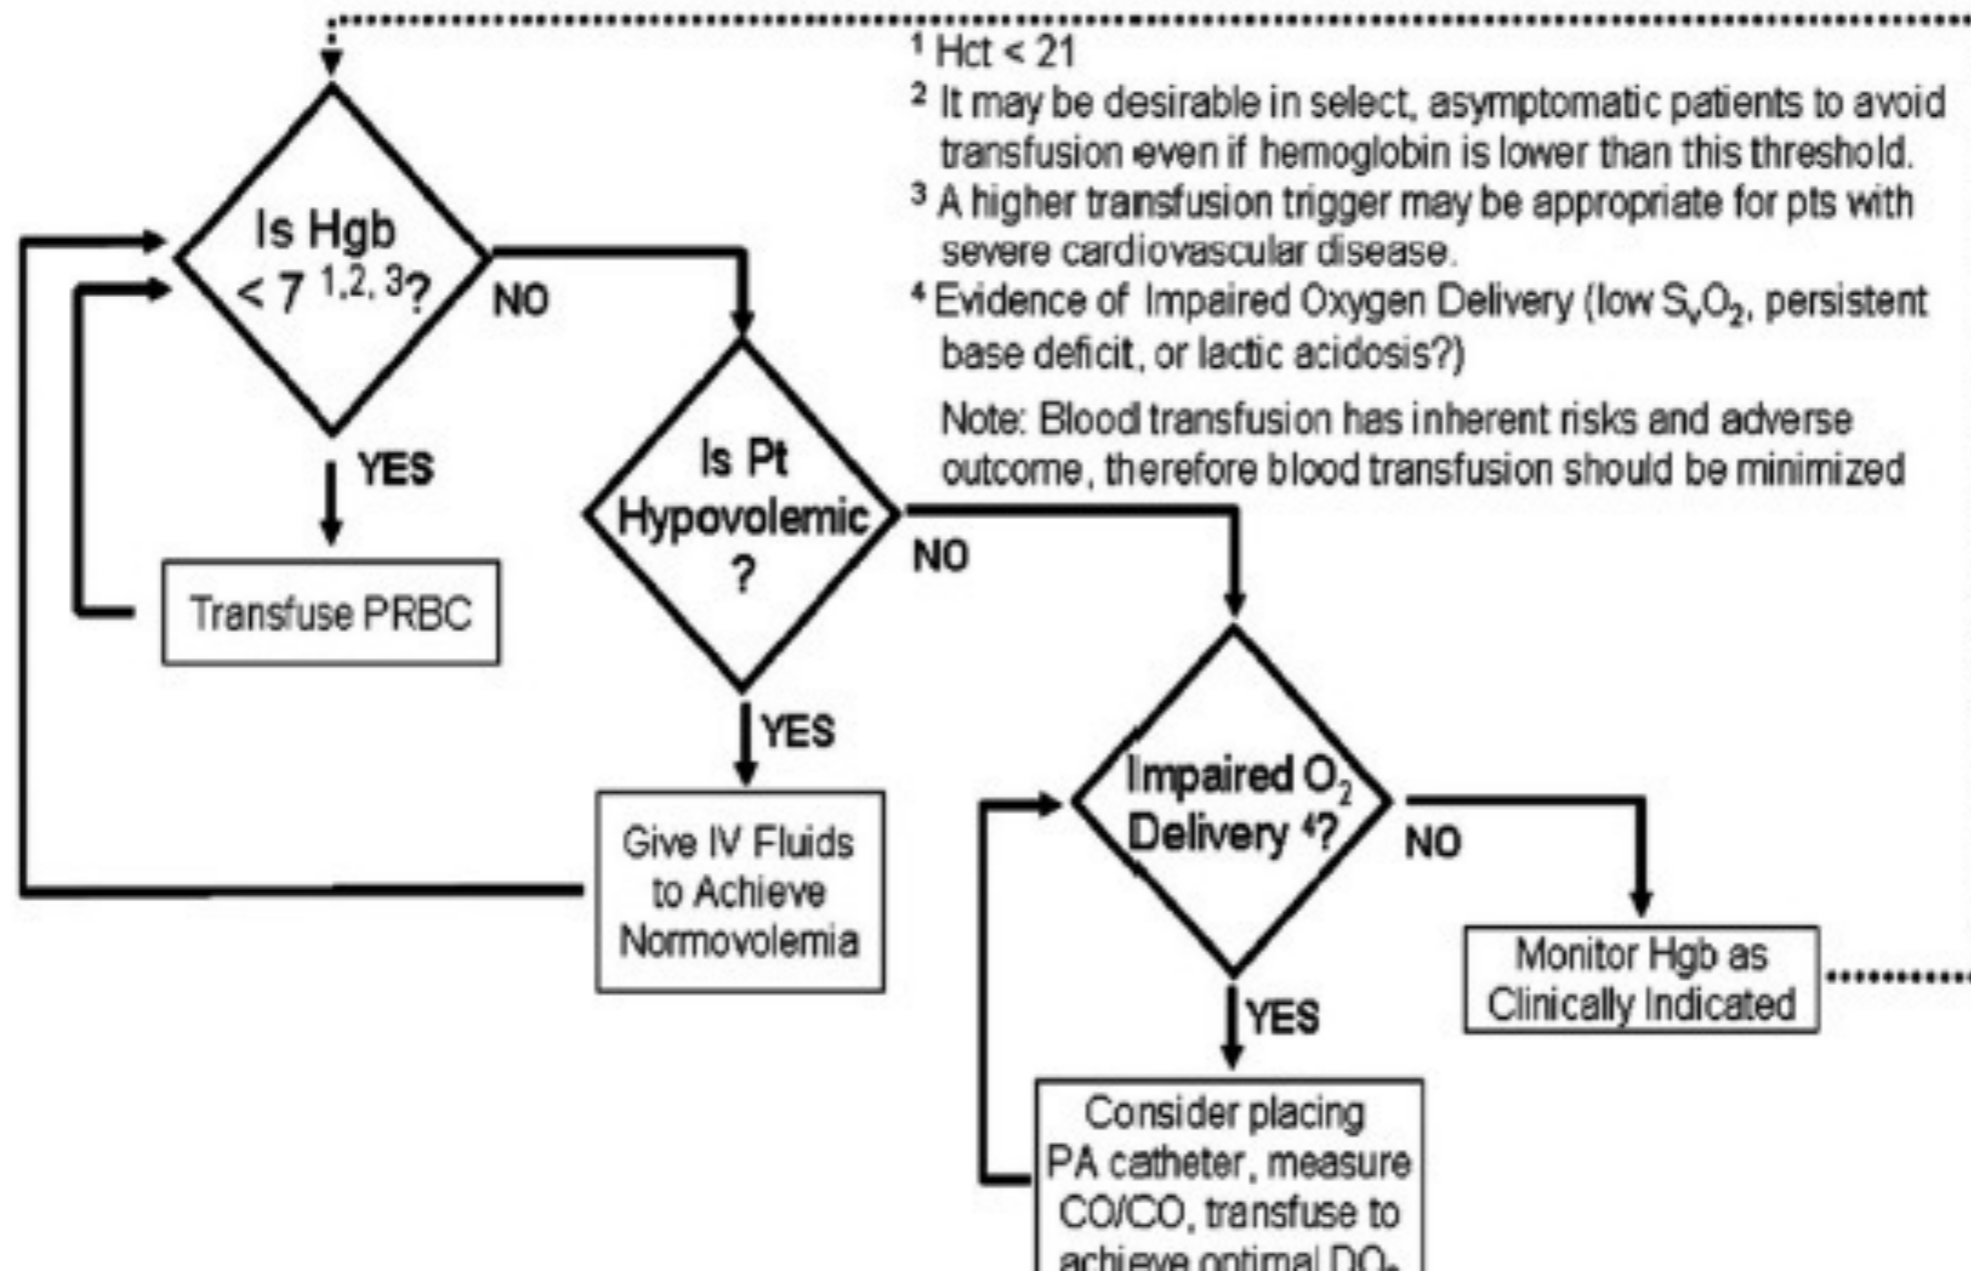 ¹ Hct < 21
² It may be desirable in select, asymptomatic patients to avoid
transfusion even if hemoglobin is lower than this threshold.
³ A higher transfusion trigger may be appropriate for pts with
severe cardiovascular disease.
⁴ Evidence of Impaired Oxygen Delivery (low SᵥO₂, persistent
base deficit, or lactic acidosis?)
Note: Blood transfusion has inherent risks and adverse
outcome, therefore blood transfusion should be minimized
Is Hgb
< 7 ¹,², ³?
NO
YES
Transfuse PRBC
Is Pt
Hypovolemic
?
NO
YES
Give IV Fluids
to Achieve
Normovolemia
Impaired O₂
Delivery ⁴?
NO
YES
Monitor Hgb as
Clinically Indicated
Consider placing
PA catheter, measure
CO/CO, transfuse to
achieve optimal DO₂